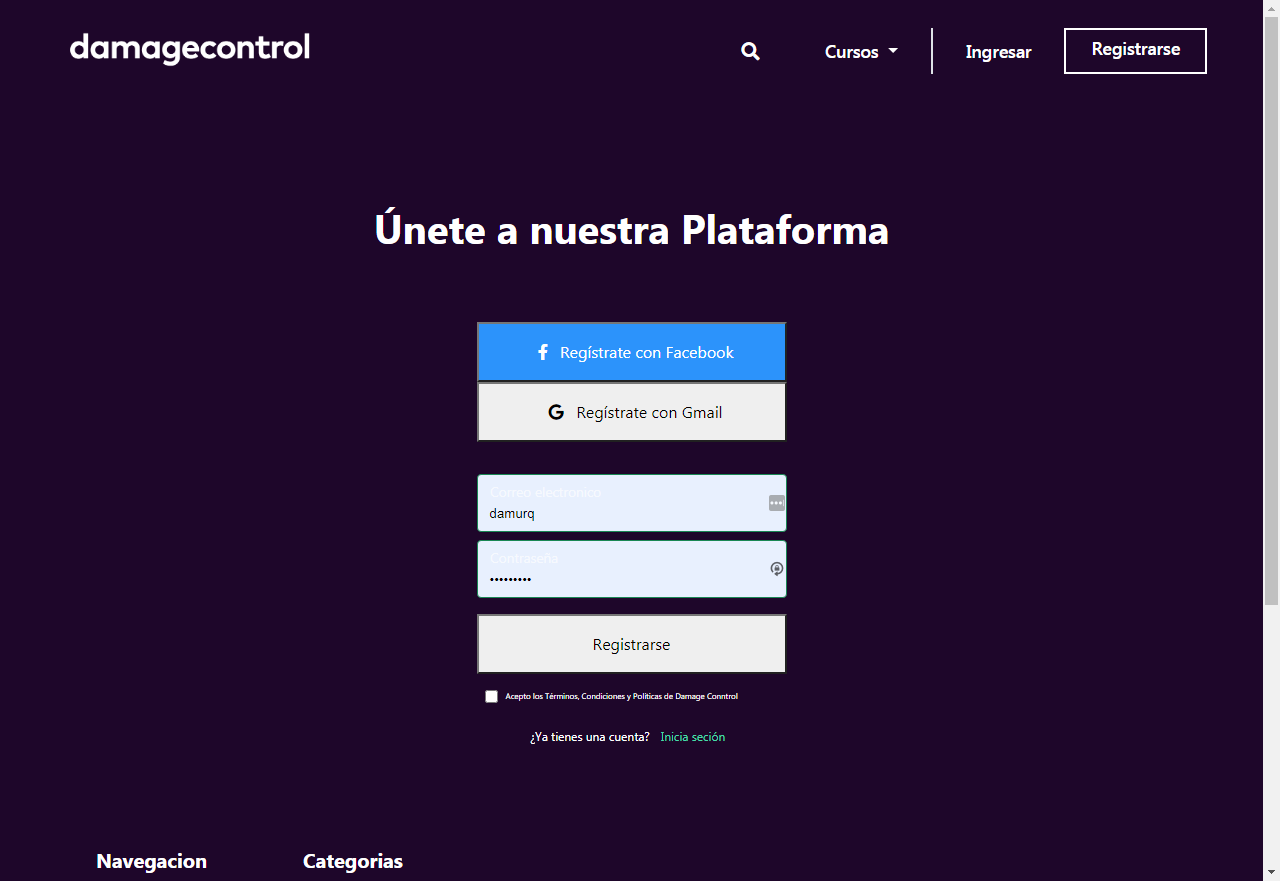 damagecontrol
Cursos
Ingresar
Registrarse
Únete a nuestra Plataforma
Regístrate con Facebook
Regístrate con Gmail
Correo electronico
damurq
Contraseña
•••••••••
Registrarse
Acepto los Términos, Condiciones y Políticas de Damage Conntrol
¿Ya tienes una cuenta? Inicia seción
Navegacion Categorias